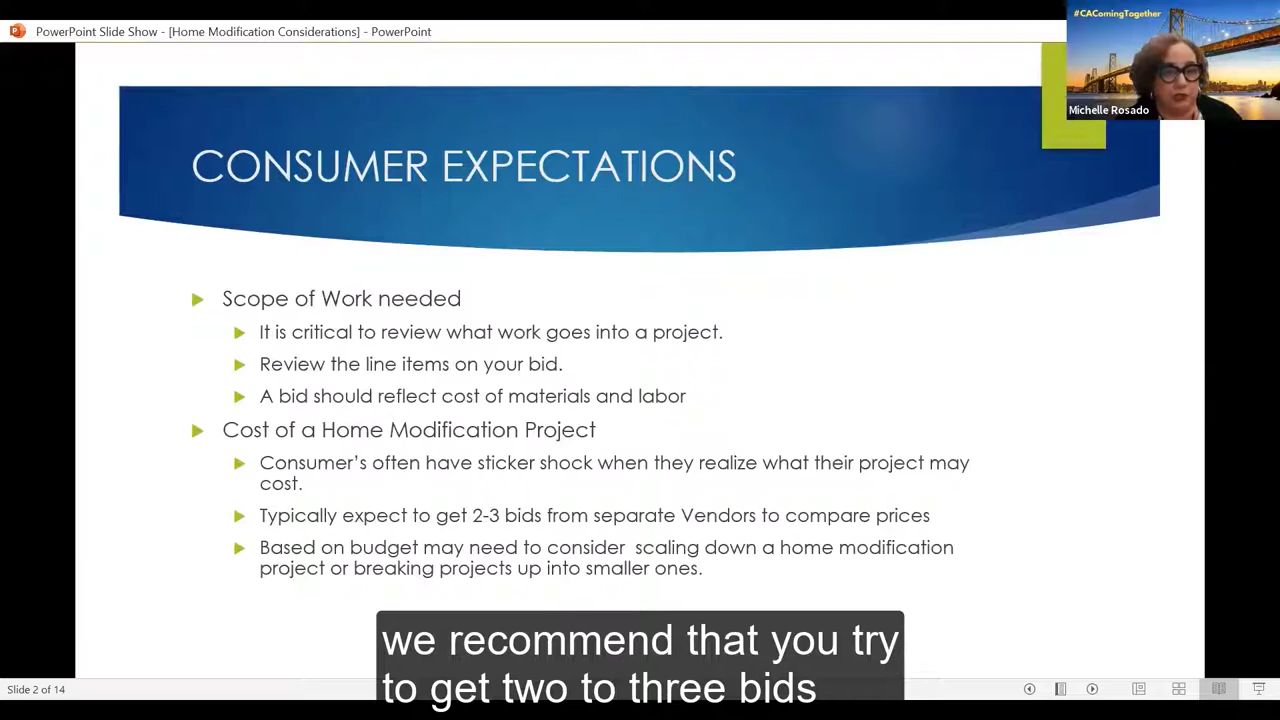 PowerPoint Slide Show - [Home Modification Considerations] - PowerPoint
#CAComingTogether
Michelle Rosado
CONSUMER EXPECTATIONS
Scope of Work needed
It is critical to review what work goes into a project.
Review the line items on your bid.
A bid should reflect cost of materials and labor
Cost of a Home Modification Project
Consumer's often have sticker shock when they realize what their project may
cost.
Typically expect to get 2-3 bids from separate Vendors to compare prices
Based on budget may need to consider scaling down a home modification
project or breaking projects up into smaller ones.
we recommend that you try
to get two to three bids
Slide 2 of 14